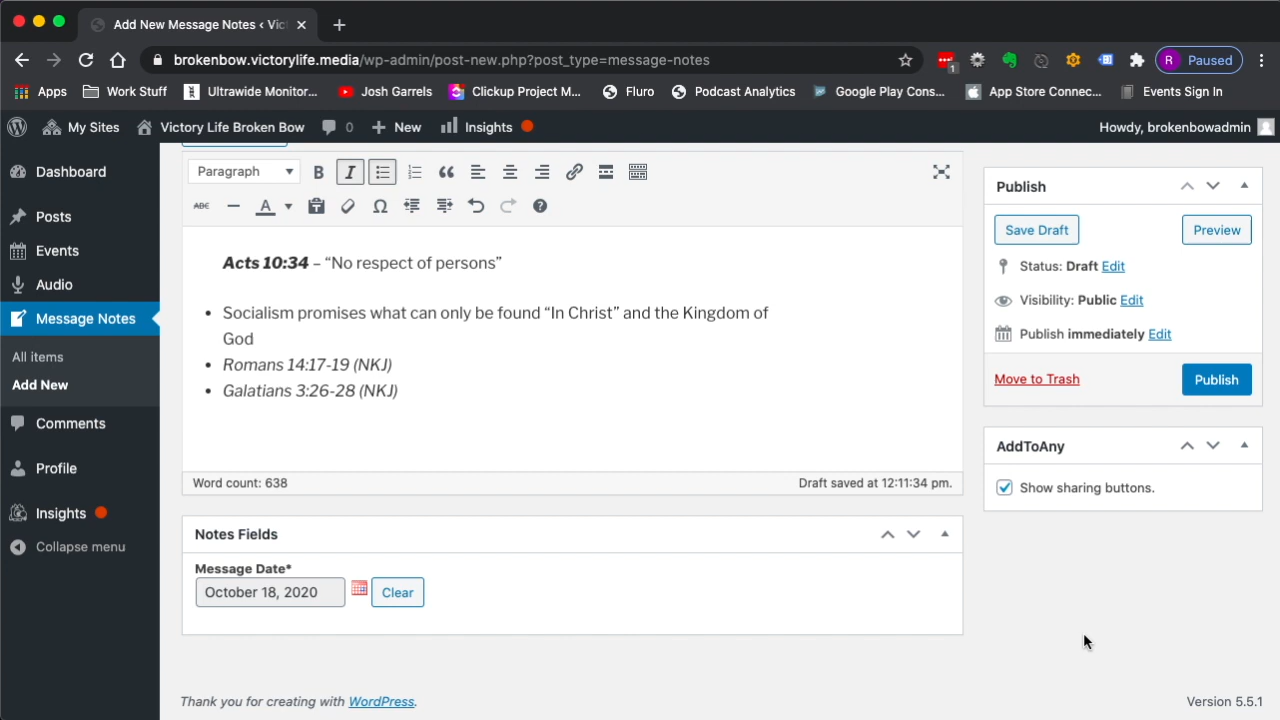 Add New Message Notes ‹ Vic
brokenbow.victorylife.media/wp-admin/post-new.php?post_type=message-notes
1
R Paused
Apps Work Stuff Ultrawide Monitor... Josh Garrels Clickup Project M... Fluro Podcast Analytics Google Play Cons... App Store Connec... Events Sign In
My Sites Victory Life Broken Bow 0 New Insights Howdy, brokenbowadmin
Dashboard
Posts
Events
Audio
Message Notes
All items
Add New
Comments
Profile
Insights
Collapse menu
Paragraph B I
ABC A Ω
Acts 10:34 – “No respect of persons”
• Socialism promises what can only be found “In Christ” and the Kingdom of
God
• Romans 14:17-19 (NKJ)
• Galatians 3:26-28 (NKJ)
Word count: 638 Draft saved at 12:11:34 pm.
Notes Fields
Message Date*
October 18, 2020 Clear
Publish
Save Draft Preview
Status: Draft Edit
Visibility: Public Edit
Publish immediately Edit
Move to Trash Publish
AddToAny
Show sharing buttons.
Thank you for creating with WordPress. Version 5.5.1